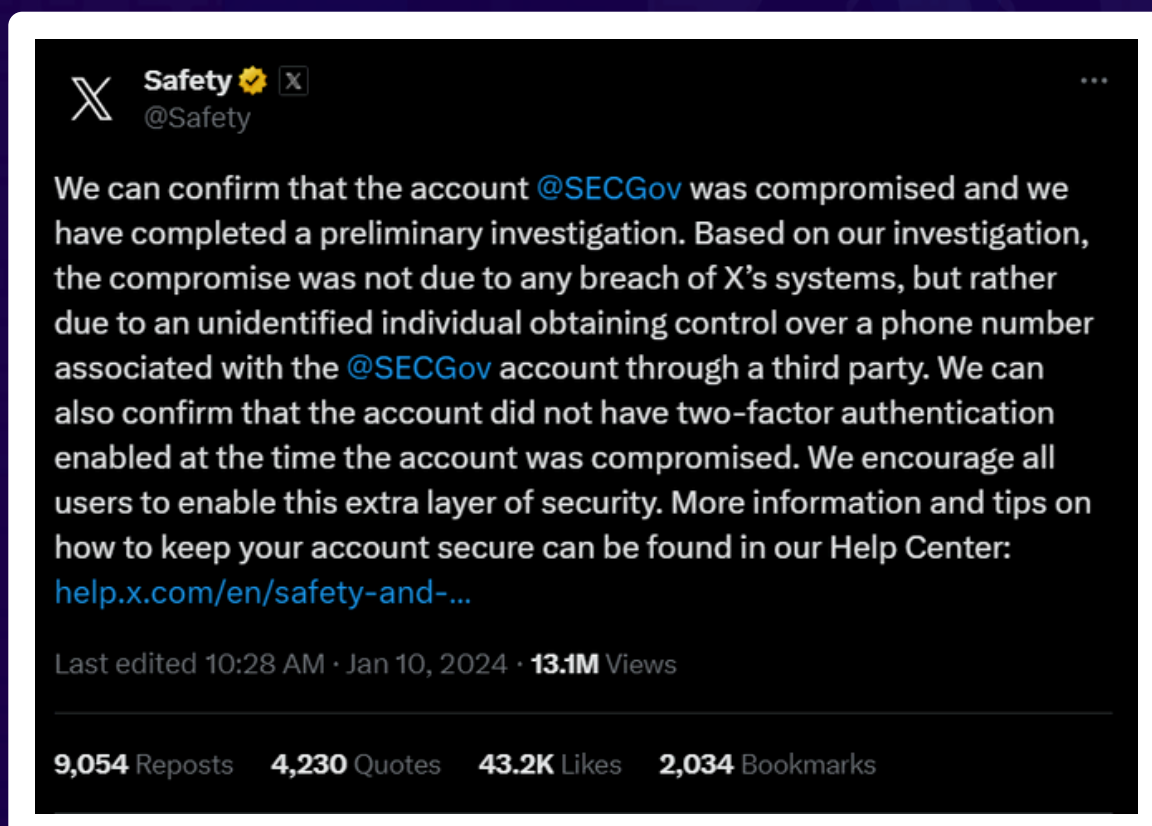 Safety
@Safety
We can confirm that the account @SECGov was compromised and we
have completed a preliminary investigation. Based on our investigation,
the compromise was not due to any breach of X’s systems, but rather
due to an unidentified individual obtaining control over a phone number
associated with the @SECGov account through a third party. We can
also confirm that the account did not have two-factor authentication
enabled at the time the account was compromised. We encourage all
users to enable this extra layer of security. More information and tips on
how to keep your account secure can be found in our Help Center:
help.x.com/en/safety-and-...
Last edited 10:28 AM · Jan 10, 2024 · 13.1M Views
9,054 Reposts 4,230 Quotes 43.2K Likes 2,034 Bookmarks